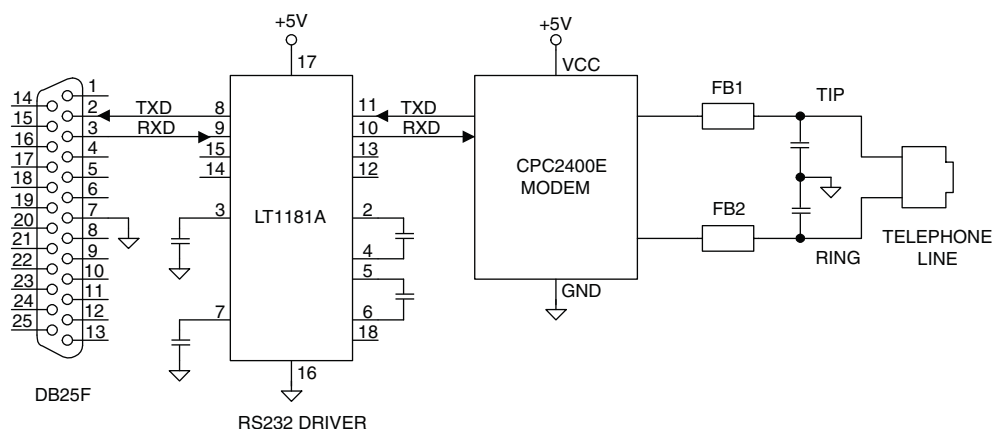 +5V
+5V
17
VCC
1
14
2
TXD
8
11
TXD
FB1
TIP
15
3
RXD
9
10
RXD
16
4
15
13
17
5
14
12
CPC2400E
MODEM
18
6
19
7
3
LT1181A
2
FB2
20
8
21
9
4
RING
TELEPHONE
LINE
22
10
5
23
11
GND
24
12
7
6
25
13
18
16
DB25F
RS232 DRIVER